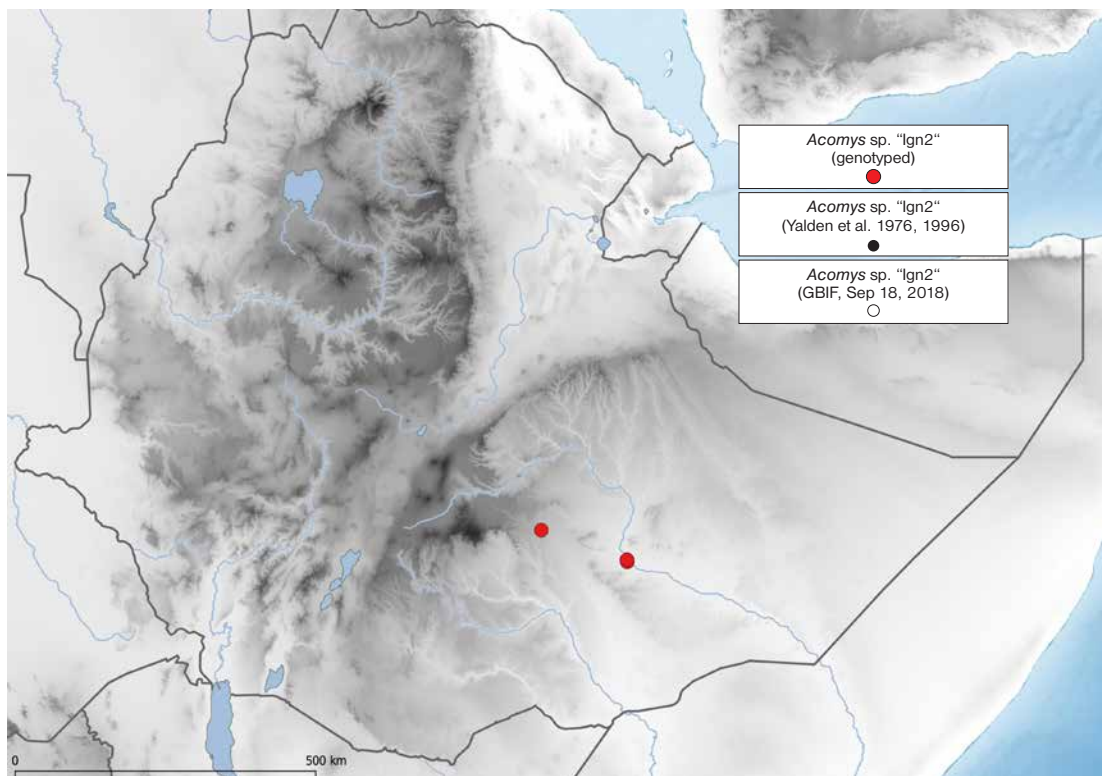 Acomys sp. “Ign2“
(genotyped)
Acomys sp. “Ign2“
(Yalden et al. 1976, 1996)
Acomys sp. “Ign2“
(GBIF, Sep 18, 2018)
0
500 km